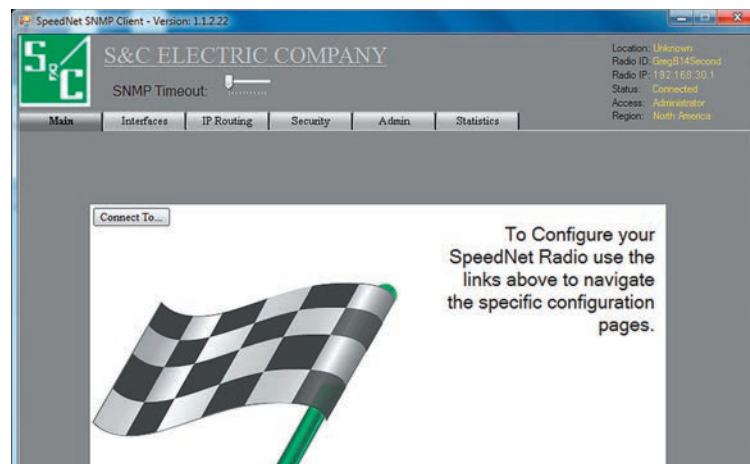 SpeedNet SNMP Client - Version: 1.1.2.22
S&C
S&C ELECTRIC COMPANY
SNMP Timeout:
Location: Unknown
Radio ID: GregB14Second
Radio IP: 192.168.30.1
Status: Connected
Access: Administrator
Region: North America
Main Interfaces IP Routing Security Admin Statistics
Connect To...
To Configure your
SpeedNet Radio use the
links above to navigate
the specific configuration
pages.